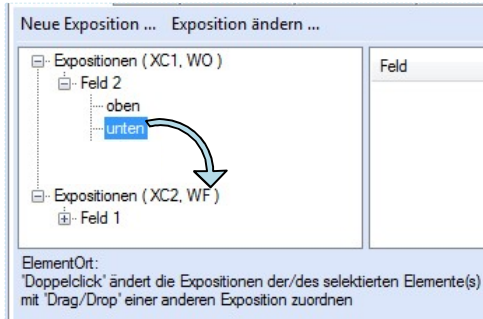 Neue Exposition ... Exposition ändern ...
Expositionen ( XC1, WO )
Feld
Feld 2
oben
unten
Expositionen ( XC2, WF )
Feld 1
ElementOrt:
'Doppelclick' ändert die Expositionen der/des selektierten Elemente(s)
mit 'Drag/Drop' einer anderen Exposition zuordnen